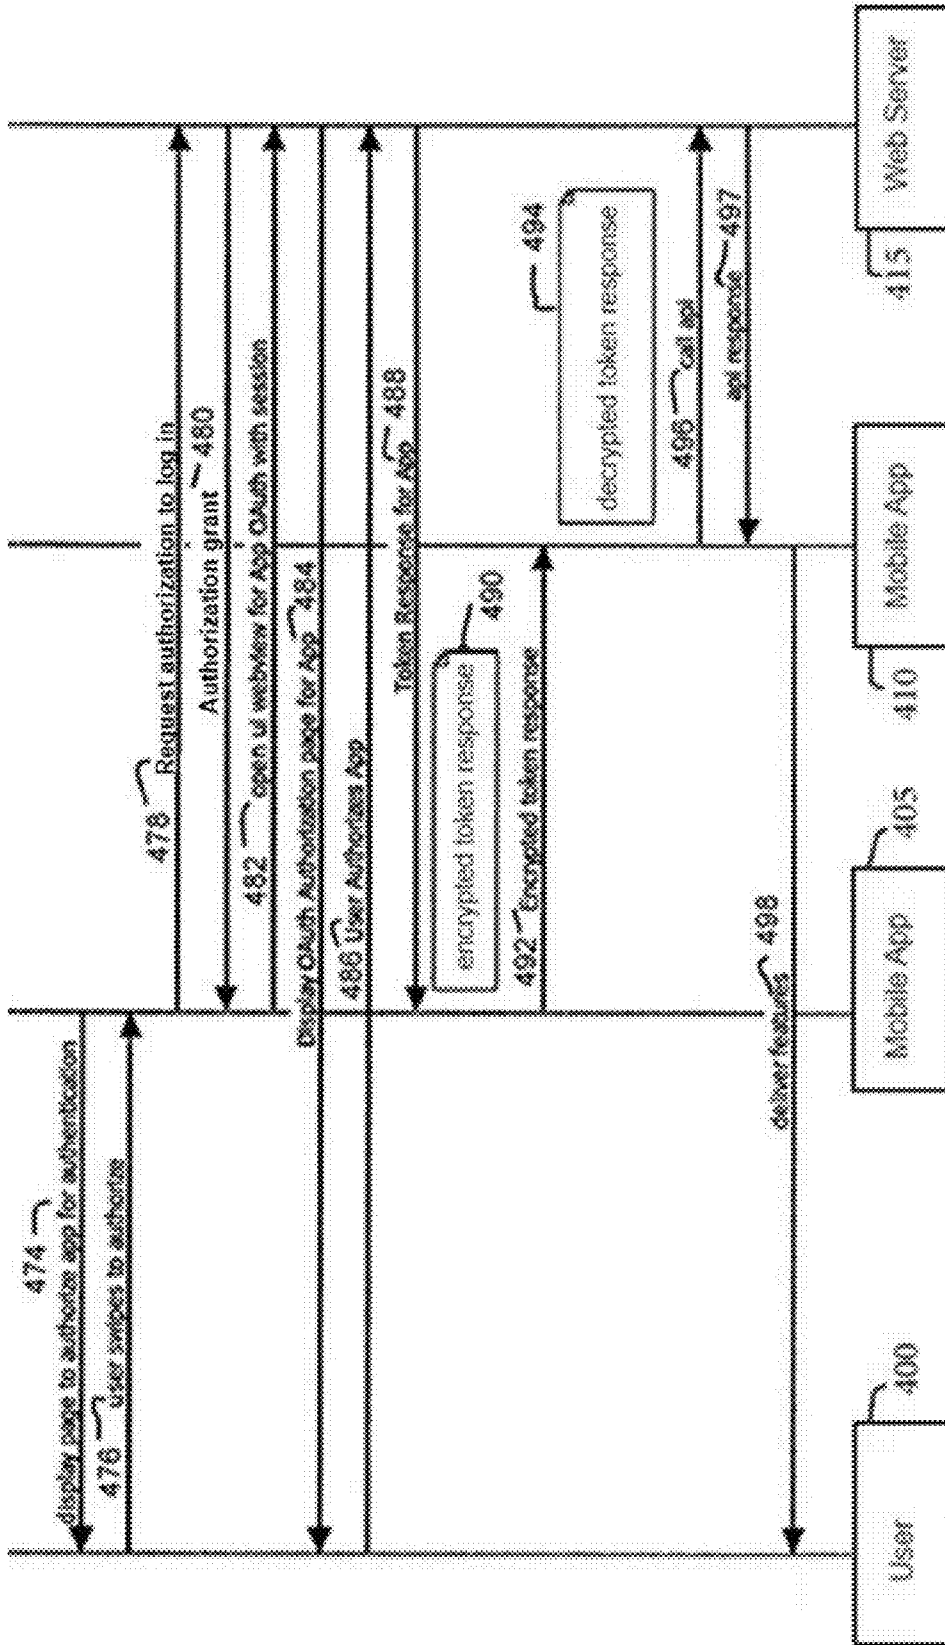 474
display page to authorize app for authentication
476 user swipes to authorize
478 Request authorization to log in
Authorization grant 480
482 open ui webview for App OAuth with session
Display OAuth Authorization page for App 484
486 User Authorizes App
Token Response for App 488
encrypted token response
490
492 Encrypted token response
494
decrypted token response
496 call api
api response 497
deliver features 498
User
400
Mobile App
405
Mobile App
410
Web Server
415